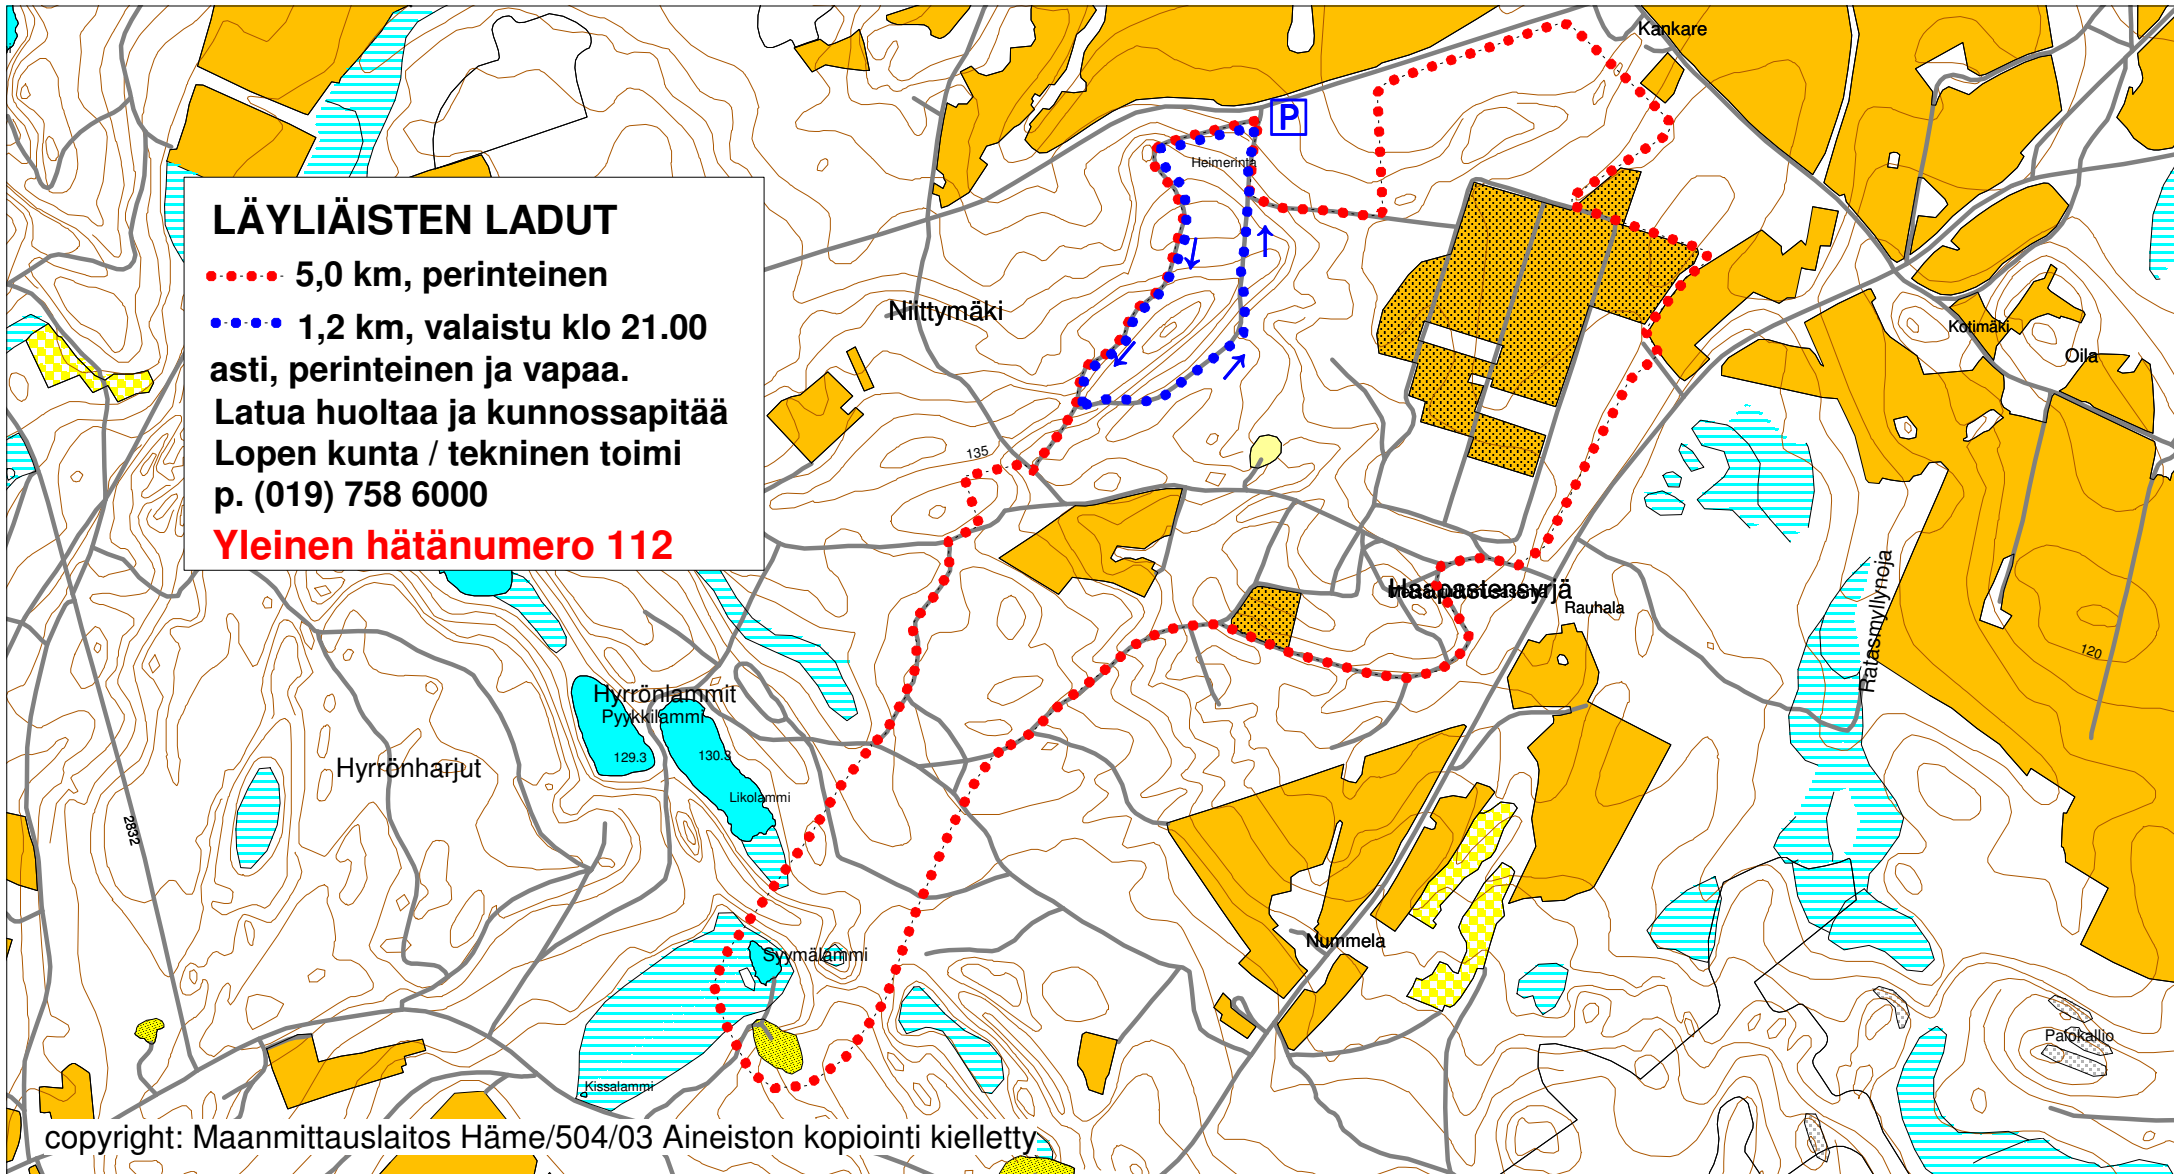 Kankare
P
Heimerinta
LÄYLIÄISTEN LADUT
5,0 km, perinteinen
1,2 km, valaistu klo 21.00
asti, perinteinen ja vapaa.
Latua huoltaa ja kunnossapitää
Lopen kunta / tekninen toimi
p. (019) 758 6000
Yleinen hätänumero 112
Niittymäki
Kotimäki
Oila
135
Haapastensyrjä
Rauhala
Ratasmyllynoja
120
Hyrrönlammit
Pyykkilammi
129.3
130.3
Hyrrönharjut
Likolammi
2832
Nummela
Syymälammi
Palokallio
Kissalammi
copyright: Maanmittauslaitos Häme/504/03 Aineiston kopiointi kielletty